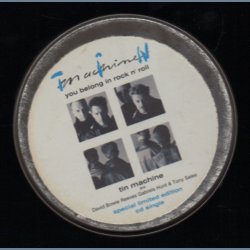 tin machine
you belong in rock n' roll
tin machine
are
David Bowie Reeves Gabrels Hunt & Tony Sales
special limited edition
cd single